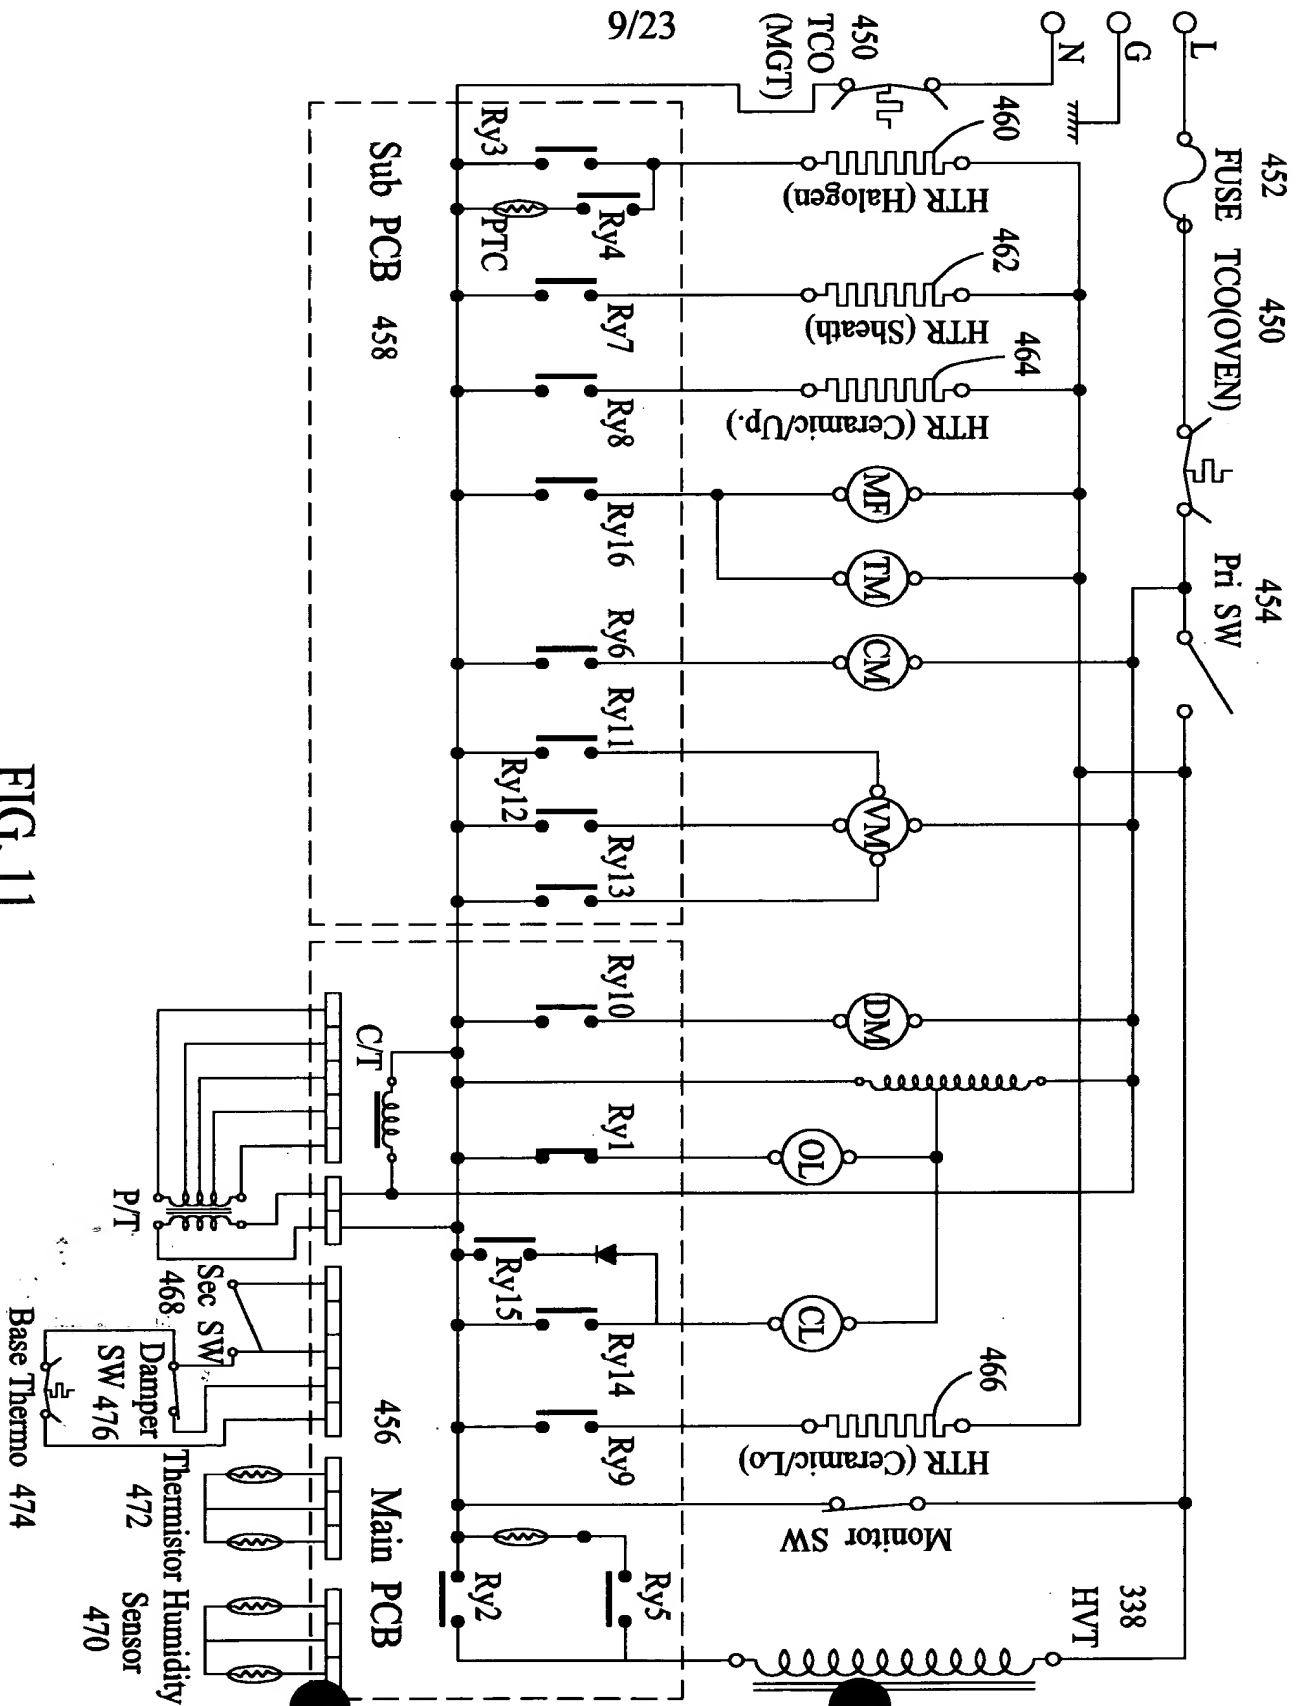 9/23
L
G
N
452
FUSE
450
TCO(OVEN)
454
Pri SW
450
TCO
(MGT)
460
HTR (Halogen)
462
HTR (Sheath)
464
HTR (Ceramic/Up.)
MF
TM
CM
VM
DM
OL
CL
466
HTR (Ceramic/Lo)
Monitor SW
338
HVT
Ry3
Ry4
PTC
Ry7
Ry8
Ry16
Ry6
Ry11
Ry12
Ry13
Ry10
Ry1
Ry15
Ry14
Ry9
Ry5
Ry2
Sub PCB 458
C/T
456 Main PCB
P/T
Sec SW
468
Damper
SW 476
Base Thermo 474
Thermistor
472
Humidity
Sensor
470
FIG. 11